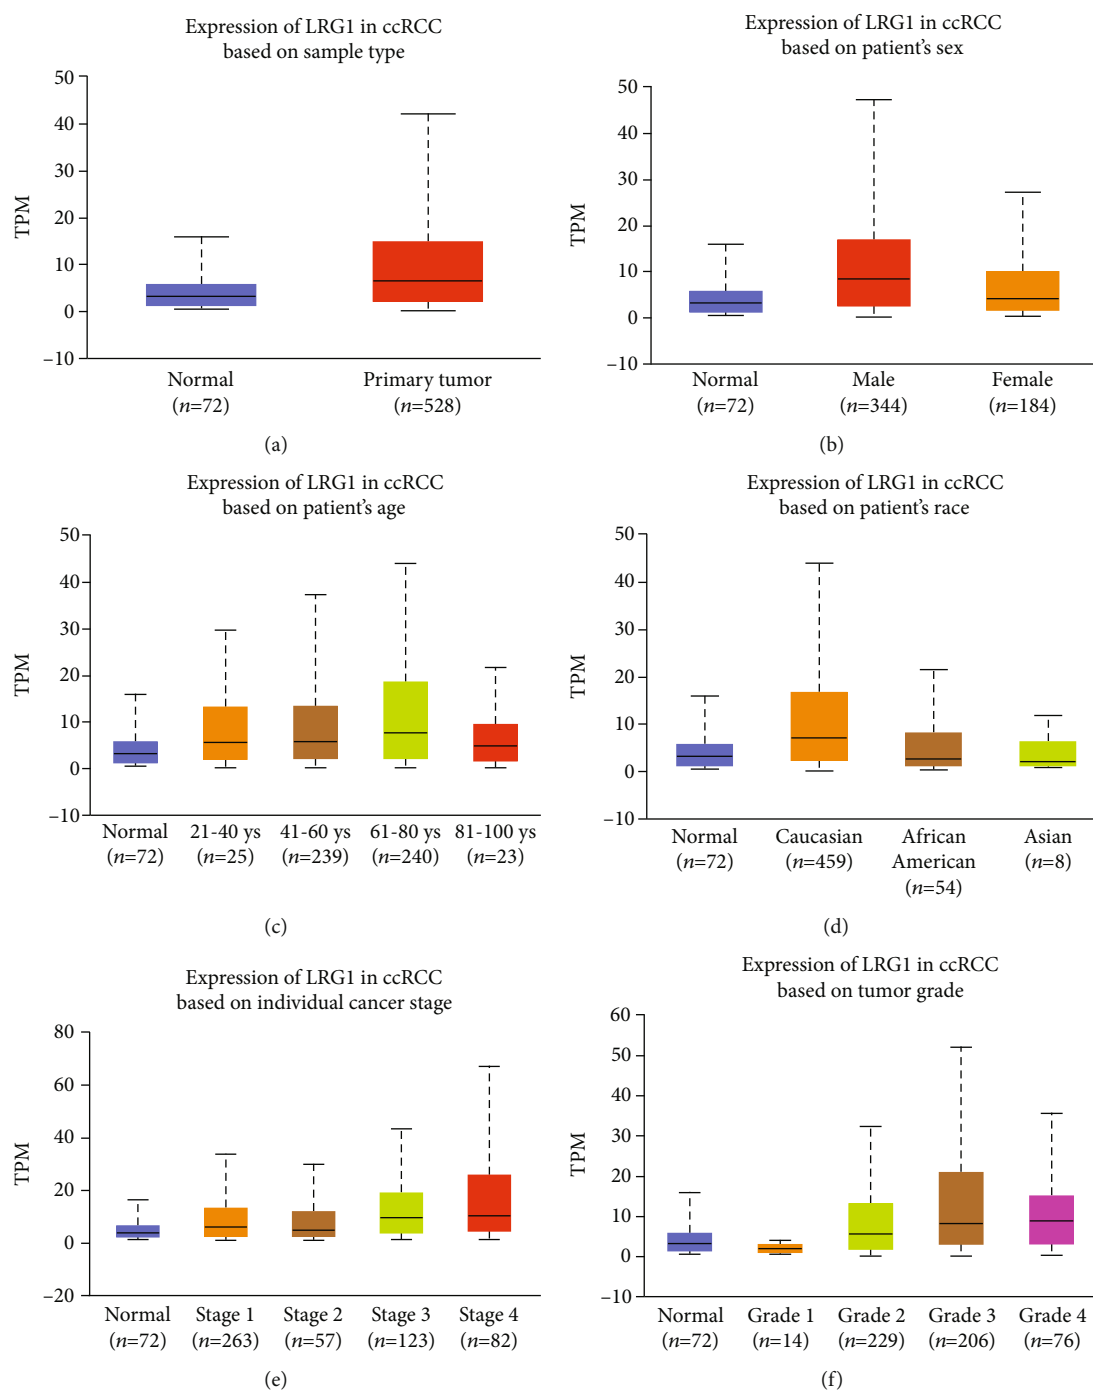 Expression of LRG1 in ccRCC
based on sample type
50
40
30
20
10
0
–10
TPM
Normal
(n=72)
Primary tumor
(n=528)
(a)
Expression of LRG1 in ccRCC
based on patient's sex
50
40
30
20
10
0
–10
TPM
Normal
(n=72)
Male
(n=344)
Female
(n=184)
(b)
Expression of LRG1 in ccRCC
based on patient's age
50
40
30
20
10
0
–10
TPM
Normal
(n=72)
21-40 ys
(n=25)
41-60 ys
(n=239)
61-80 ys
(n=240)
81-100 ys
(n=23)
(c)
Expression of LRG1 in ccRCC
based on patient's race
50
40
30
20
10
0
–10
TPM
Normal
(n=72)
Caucasian
(n=459)
African
American
(n=54)
Asian
(n=8)
(d)
Expression of LRG1 in ccRCC
based on individual cancer stage
80
60
40
20
0
–20
TPM
Normal
(n=72)
Stage 1
(n=263)
Stage 2
(n=57)
Stage 3
(n=123)
Stage 4
(n=82)
(e)
Expression of LRG1 in ccRCC
based on tumor grade
60
50
40
30
20
10
0
–10
TPM
Normal
(n=72)
Grade 1
(n=14)
Grade 2
(n=229)
Grade 3
(n=206)
Grade 4
(n=76)
(f)